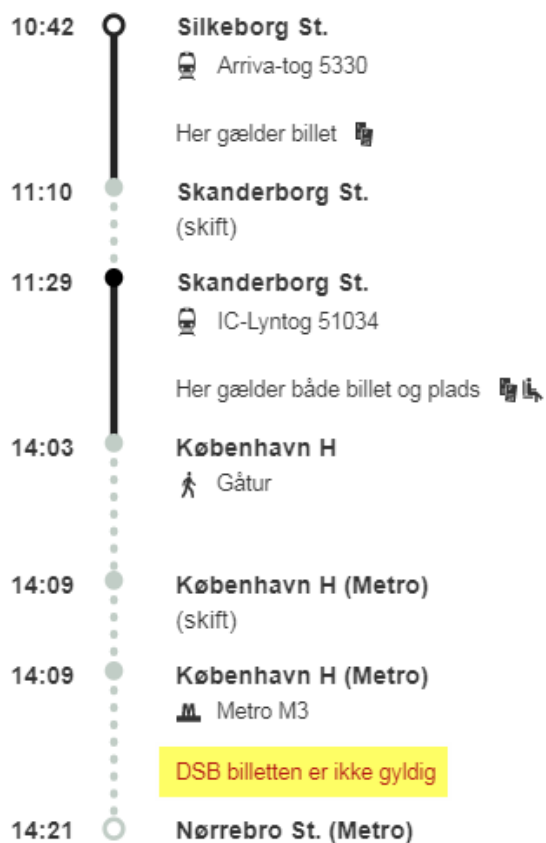 10:42 Silkeborg St.
Arriva-tog 5330
Her gælder billet
11:10 Skanderborg St.
(skift)
11:29 Skanderborg St.
IC-Lyntog 51034
Her gælder både billet og plads
14:03 København H
Gåtur
14:09 København H (Metro)
(skift)
14:09 København H (Metro)
M Metro M3
DSB billetten er ikke gyldig
14:21 Nørrebro St. (Metro)